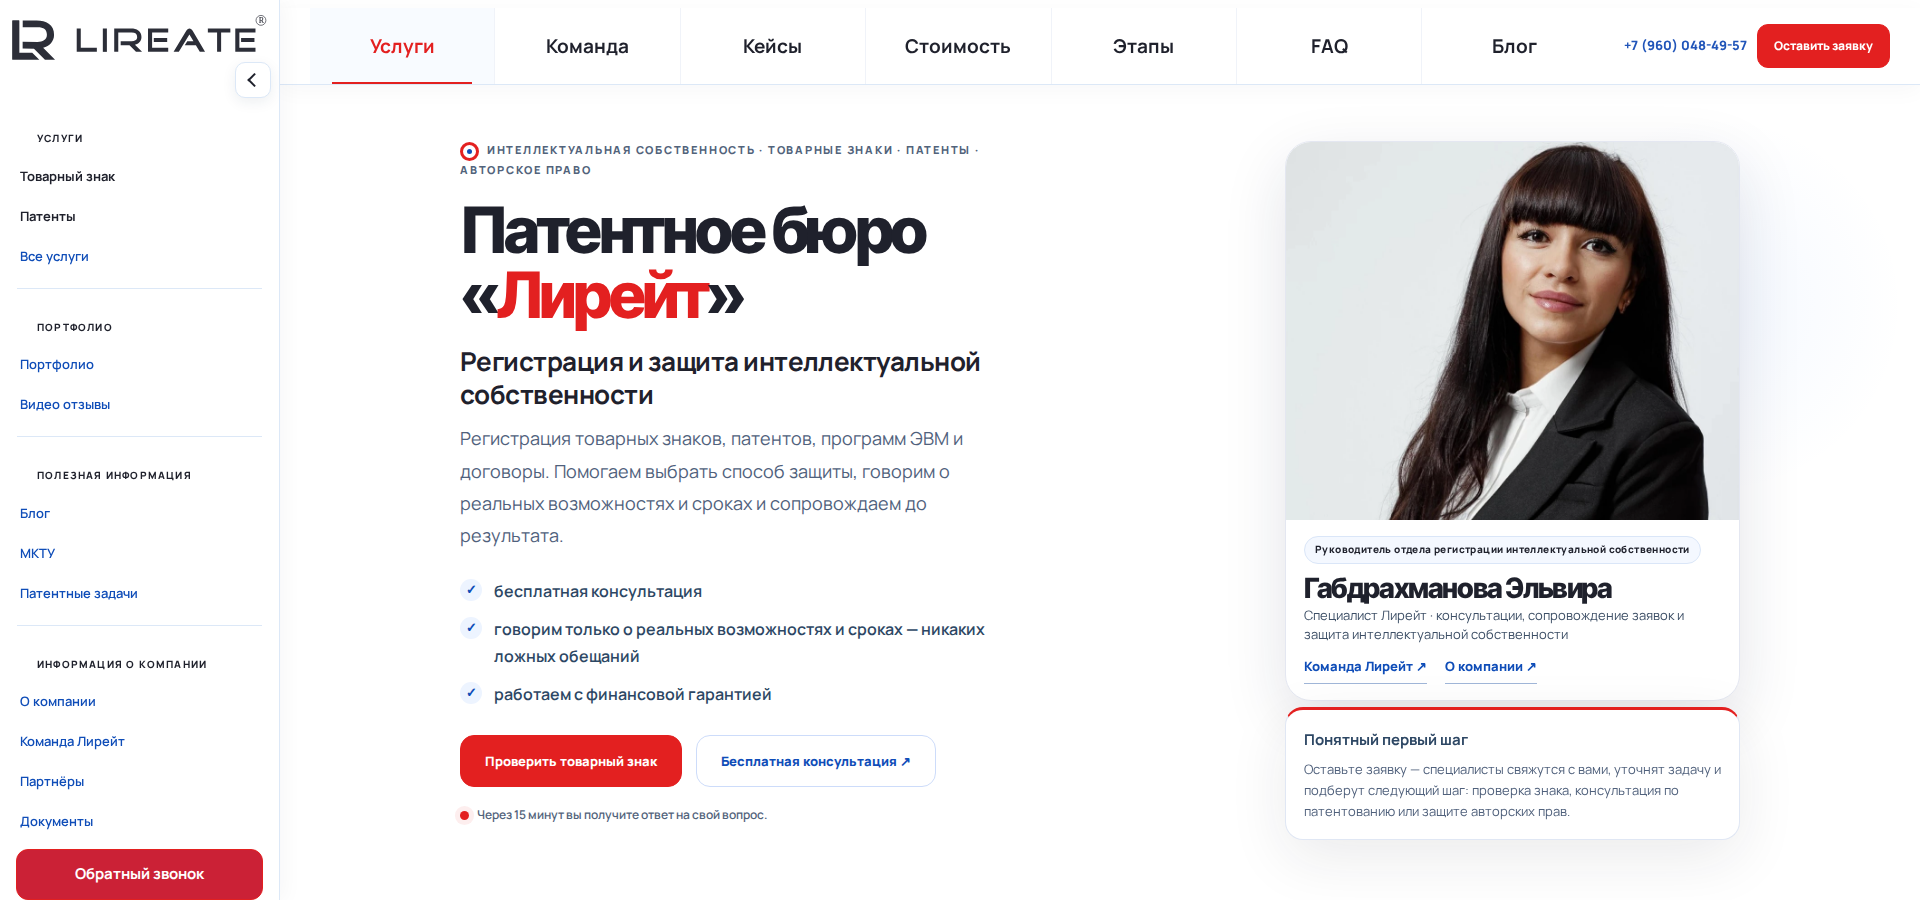 LIREATE®
УСЛУГИ
Товарный знак
Патенты
Все услуги
ПОРТФОЛИО
Портфолио
Видео отзывы
ПОЛЕЗНАЯ ИНФОРМАЦИЯ
Блог
МКТУ
Патентные задачи
ИНФОРМАЦИЯ О КОМПАНИИ
О компании
Команда Лирейт
Партнёры
Документы
Обратный звонок
Услуги
Команда
Кейсы
Стоимость
Этапы
FAQ
Блог
+7 (960) 048-49-57
Оставить заявку
ИНТЕЛЛЕКТУАЛЬНАЯ СОБСТВЕННОСТЬ · ТОВАРНЫЕ ЗНАКИ · ПАТЕНТЫ ·
АВТОРСКОЕ ПРАВО
Патентное бюро
«Лирейт»
Регистрация и защита интеллектуальной
собственности
Регистрация товарных знаков, патентов, программ ЭВМ и
договоры. Помогаем выбрать способ защиты, говорим о
реальных возможностях и сроках и сопровождаем до
результата.
✓ бесплатная консультация
✓ говорим только о реальных возможностях и сроках — никаких
ложных обещаний
✓ работаем с финансовой гарантией
Проверить товарный знак
Бесплатная консультация ↗
Через 15 минут вы получите ответ на свой вопрос.
Руководитель отдела регистрации интеллектуальной собственности
Габдрахманова Эльвира
Специалист Лирейт · консультации, сопровождение заявок и
защита интеллектуальной собственности
Команда Лирейт ↗
О компании ↗
Понятный первый шаг
Оставьте заявку — специалисты свяжутся с вами, уточнят задачу и
подберут следующий шаг: проверка знака, консультация по
патентованию или защите авторских прав.